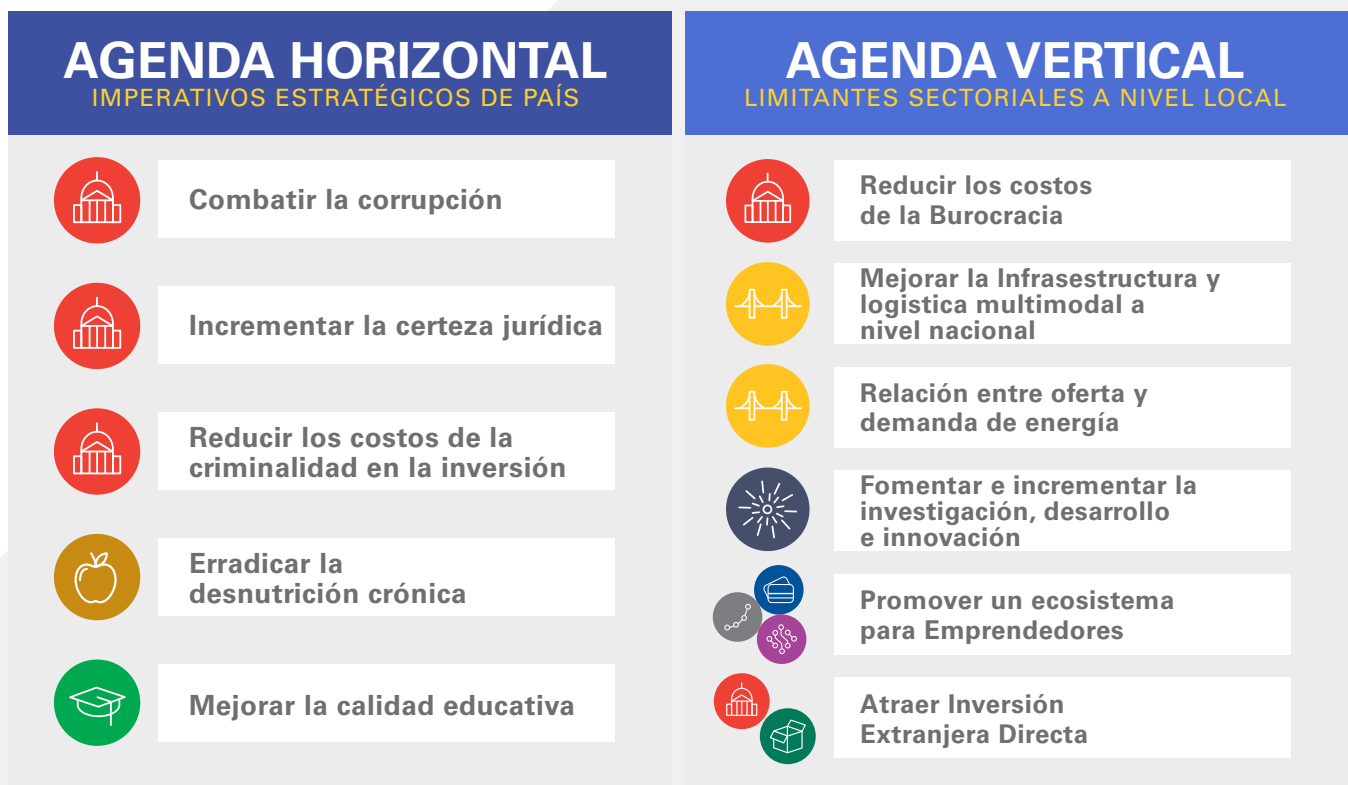 AGENDA HORIZONTAL
IMPERATIVOS ESTRATÉGICOS DE PAÍS
Combatir la corrupción
Incrementar la certeza jurídica
Reducir los costos de la
criminalidad en la inversión
Erradicar la
desnutrición crónica
Mejorar la calidad educativa
AGENDA VERTICAL
LIMITANTES SECTORIALES A NIVEL LOCAL
Reducir los costos
de la Burocracia
Mejorar la Infrasestructura y
logistica multimodal a
nivel nacional
Relación entre oferta y
demanda de energía
Fomentar e incrementar la
investigación, desarrollo
e innovación
Promover un ecosistema
para Emprendedores
Atraer Inversión
Extranjera Directa